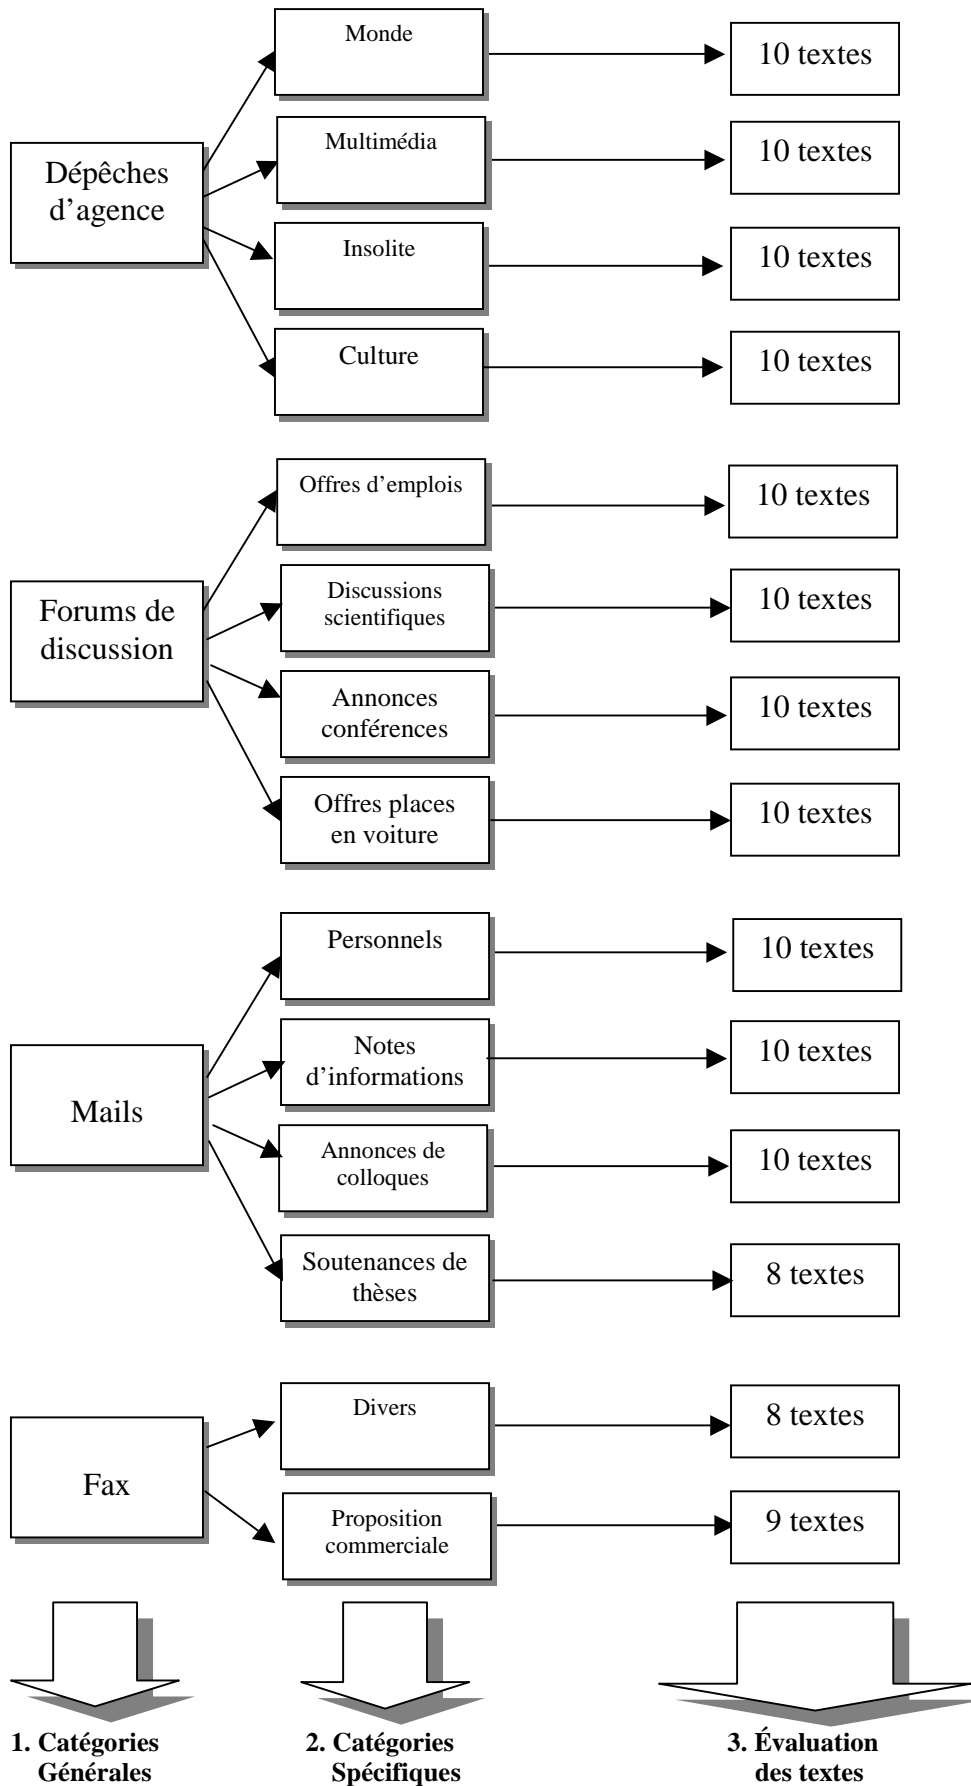 Monde
10 textes
Multimédia
10 textes
Dépêches
d’agence
Insolite
10 textes
Culture
10 textes
Offres d’emplois
10 textes
Forums de
discussion
Discussions
scientifiques
10 textes
Annonces
conférences
10 textes
Offres places
en voiture
10 textes
Personnels
10 textes
Notes
d’informations
10 textes
Mails
Annonces de
colloques
10 textes
Soutenances de
thèses
8 textes
Divers
8 textes
Fax
Proposition
commerciale
9 textes
1. Catégories
Générales
2. Catégories
Spécifiques
3. Évaluation
des textes